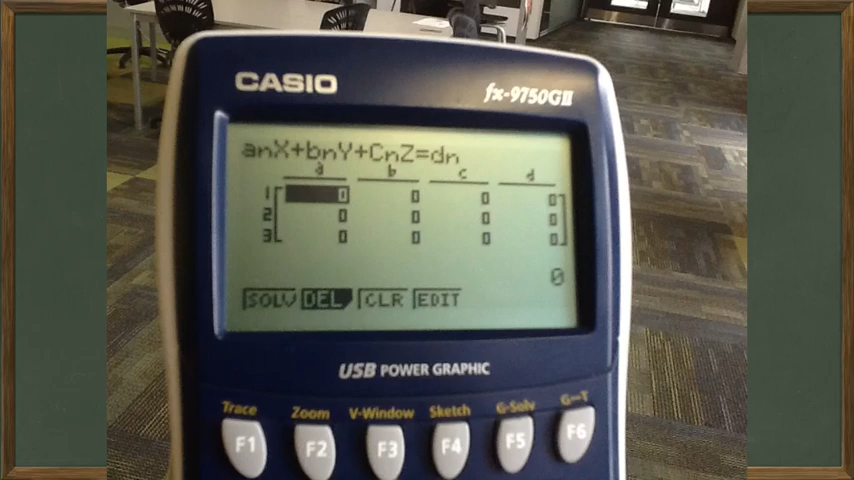 CASIO fx-9750GII
anX+bnY+CnZ=dn
a b c d
1 0 0 0 0
2 0 0 0 0
3 0 0 0 0
0
SOLV DEL CLR EDIT
USB POWER GRAPHIC
Trace Zoom V-Window Sketch G-Solv G↔T
F1 F2 F3 F4 F5 F6